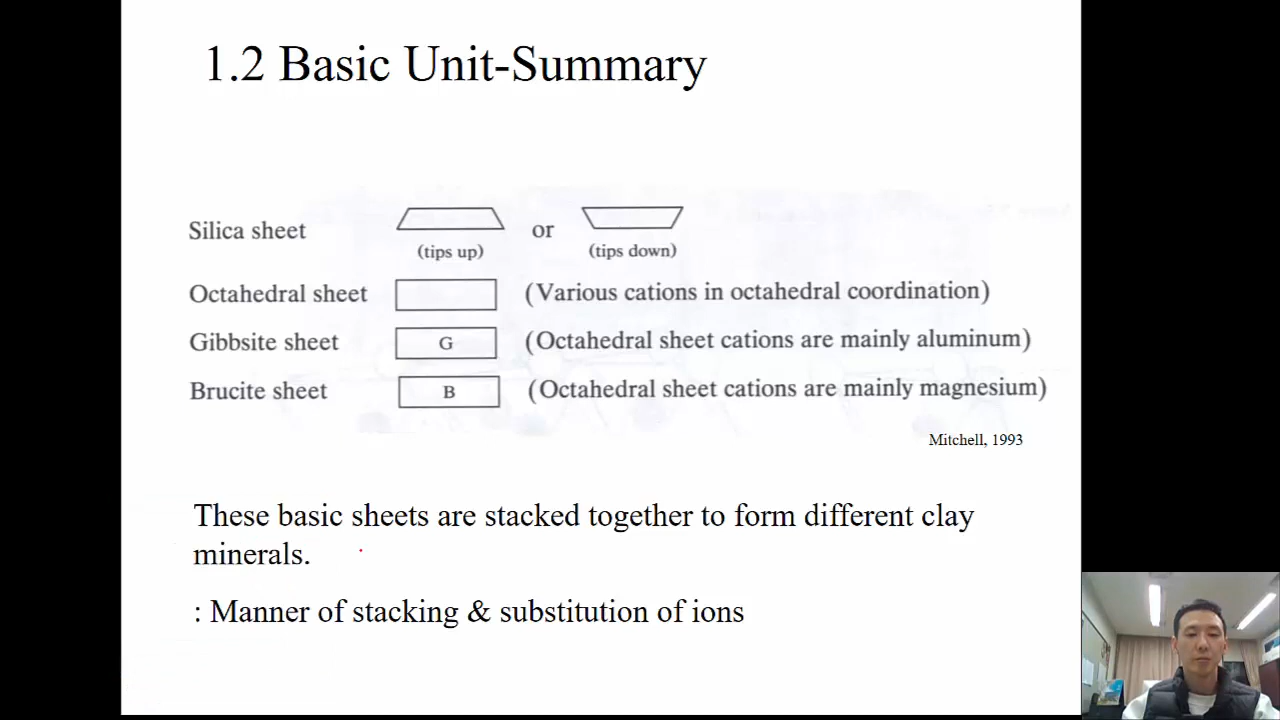 1.2 Basic Unit-Summary
Silica sheet or
(tips up) (tips down)
Octahedral sheet (Various cations in octahedral coordination)
Gibbsite sheet G (Octahedral sheet cations are mainly aluminum)
Brucite sheet B (Octahedral sheet cations are mainly magnesium)
Mitchell, 1993
These basic sheets are stacked together to form different clay
minerals.
: Manner of stacking & substitution of ions